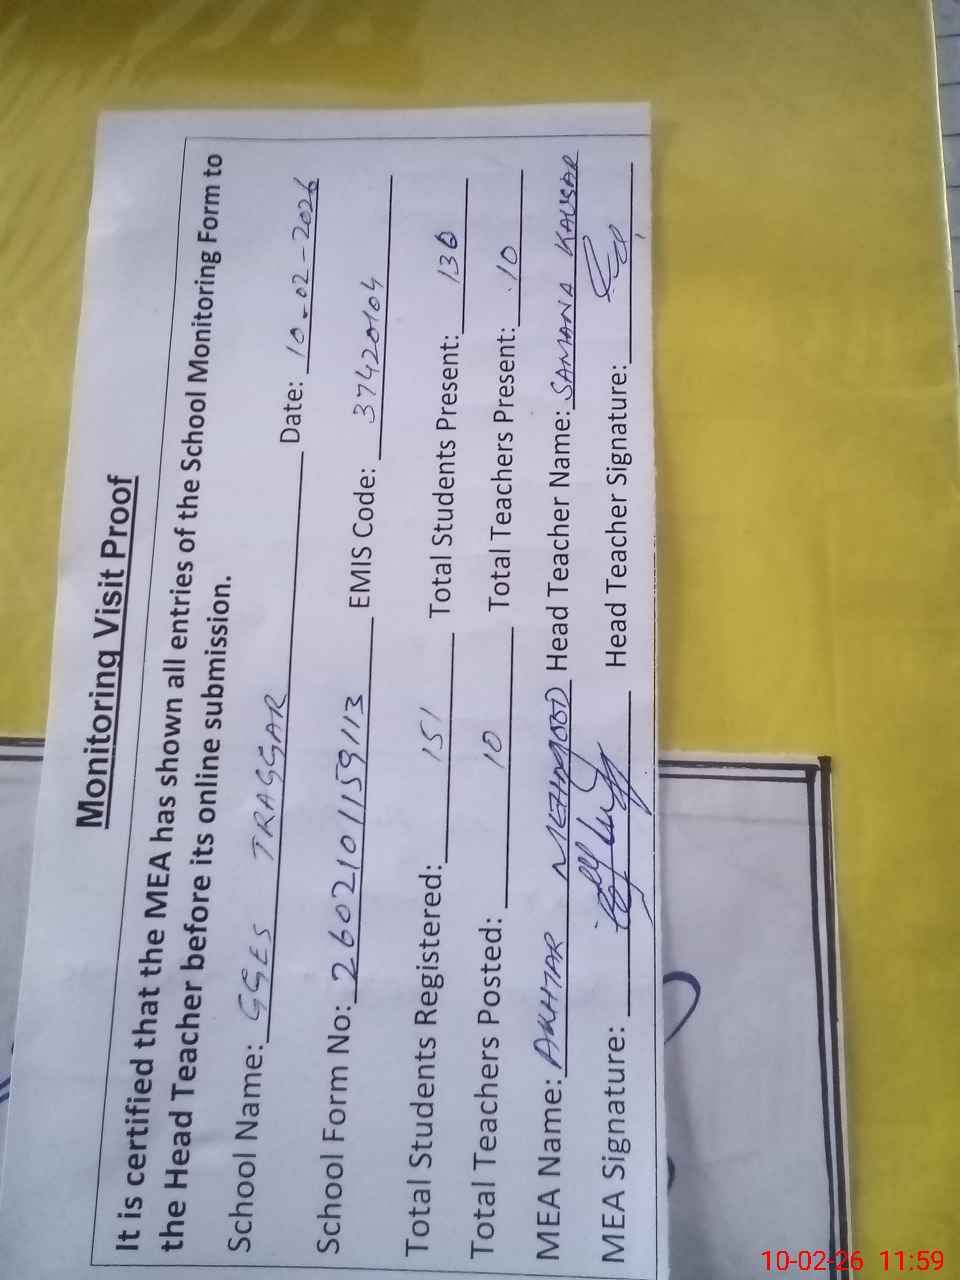 Monitoring Visit Proof
It is certified that the MEA has shown all entries of the School Monitoring Form to
the Head Teacher before its online submission.
School Name: GGES TRAGGAR Date: 10-02-2026
School Form No: 2602101159113 EMIS Code: 37420104
Total Students Registered: 151 Total Students Present: 130
Total Teachers Posted: 10 Total Teachers Present: 10
MEA Name: AKHTAR MEHMOOD Head Teacher Name: SAMANA KAUSAR
MEA Signature: Head Teacher Signature:
10-02-26 11:59